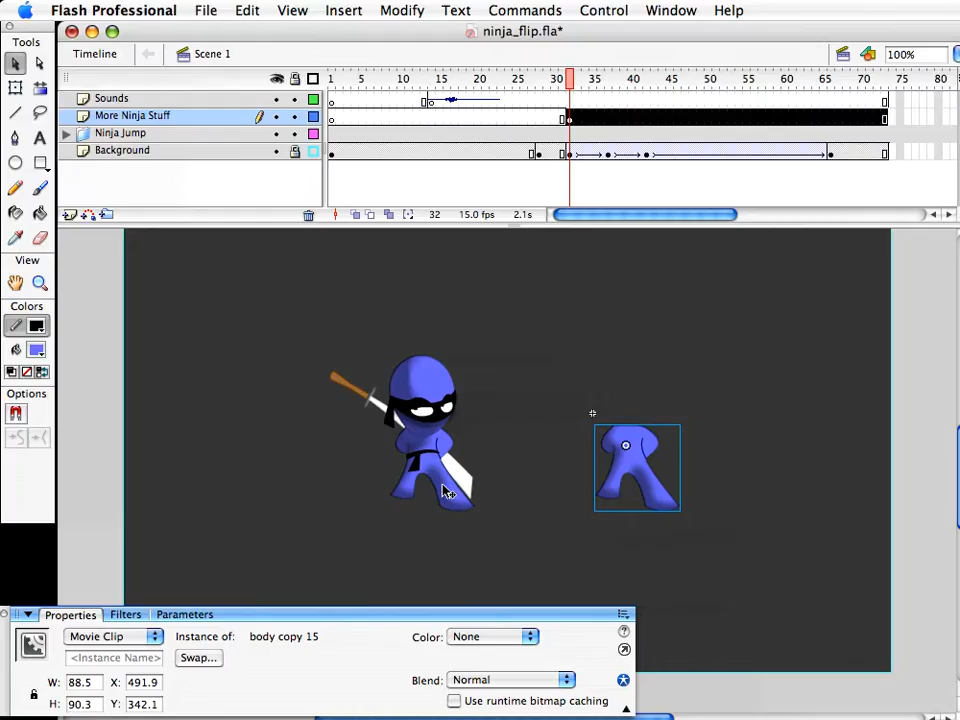 Flash Professional File Edit View Insert Modify Text Commands Control Window Help
ninja_flip.fla*
Tools
Timeline Scene 1 100%
1 5 10 15 20 25 30 35 40 45 50 55 60 65 70 75 80
Sounds
More Ninja Stuff
Ninja Jump
Background
32 15.0 fps 2.1s
View
Colors
Options
Properties Filters Parameters
Movie Clip Instance of: body copy 15 Color: None
<Instance Name> Swap...
W: 88.5 X: 491.9 Blend: Normal
H: 90.3 Y: 342.1 Use runtime bitmap caching